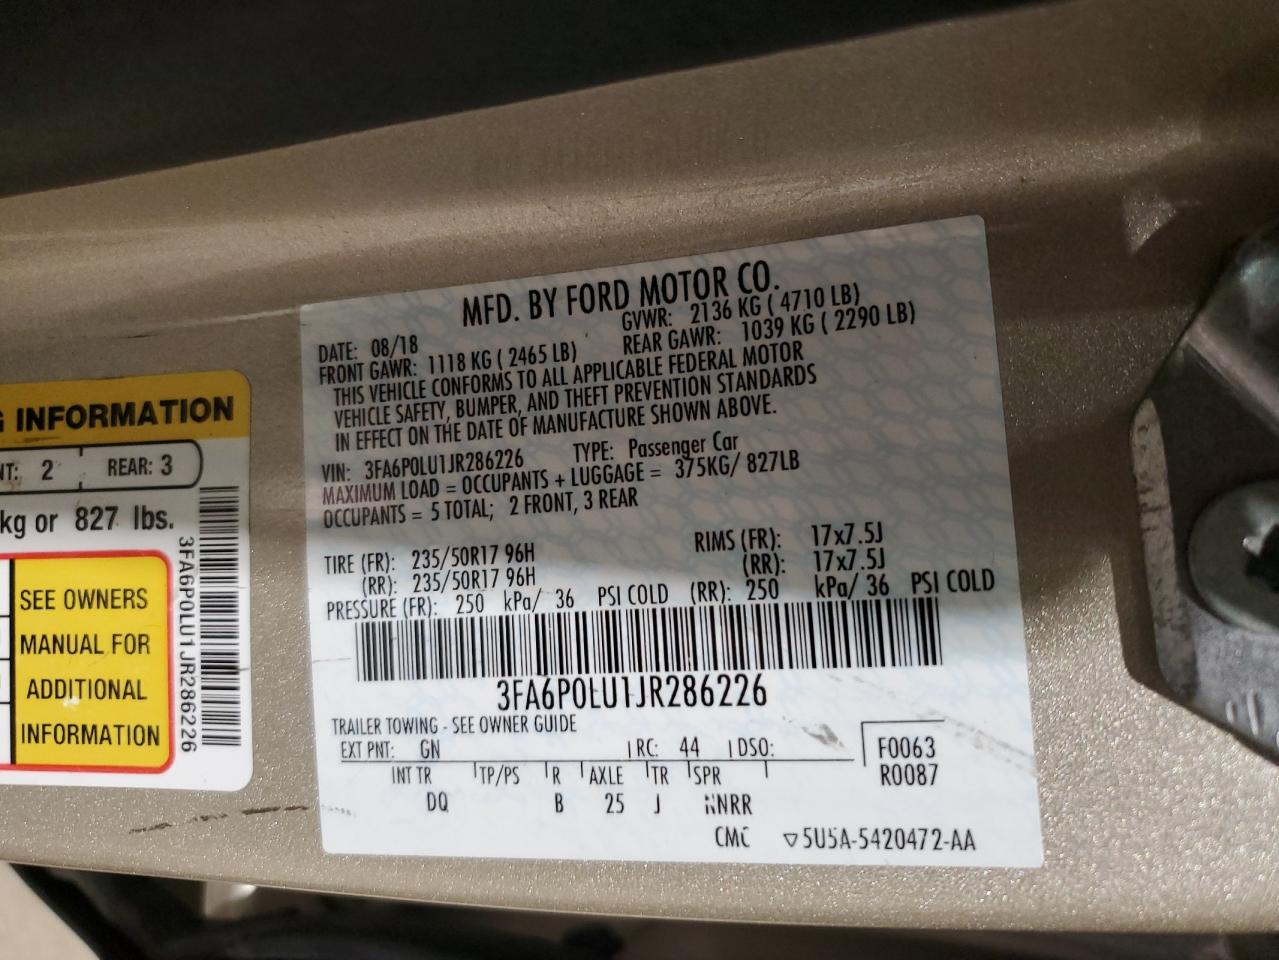 MFD. BY FORD MOTOR CO.
DATE: 08/18 GVWR: 2136 KG ( 4710 LB)
FRONT GAWR: 1118 KG ( 2465 LB) REAR GAWR: 1039 KG ( 2290 LB)
THIS VEHICLE CONFORMS TO ALL APPLICABLE FEDERAL MOTOR
VEHICLE SAFETY, BUMPER, AND THEFT PREVENTION STANDARDS
IN EFFECT ON THE DATE OF MANUFACTURE SHOWN ABOVE.
VIN: 3FA6P0LU1JR286226 TYPE: Passenger Car
MAXIMUM LOAD = OCCUPANTS + LUGGAGE = 375KG/ 827LB
OCCUPANTS = 5 TOTAL; 2 FRONT, 3 REAR
TIRE (FR): 235/50R17 96H RIMS (FR): 17x7.5J
(RR): 235/50R17 96H (RR): 17x7.5J
PRESSURE (FR): 250 kPa/ 36 PSI COLD (RR): 250 kPa/ 36 PSI COLD
3FA6P0LU1JR286226
TRAILER TOWING - SEE OWNER GUIDE
EXT PNT: GN RC: 44 DSO: F0063
R0087
INT TR TP/PS R AXLE TR SPR
DQ B 25 J NRR
CMC ▽5U5A-5420472-AA
INFORMATION
2 REAR: 3
kg or 827 lbs.
SEE OWNERS
MANUAL FOR
ADDITIONAL
INFORMATION
3FA6P0LU1JR286226